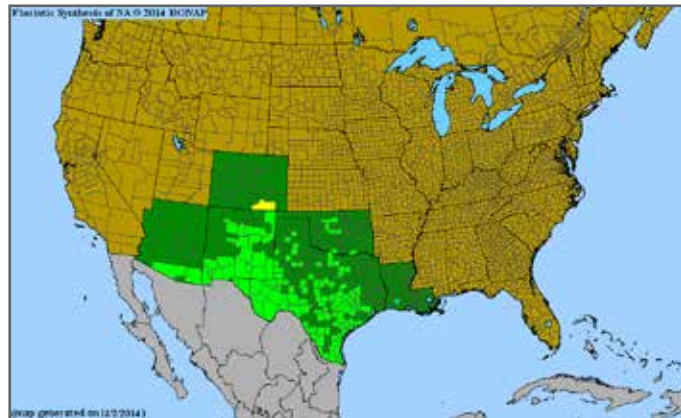 Floristic Synthesis of NA © 2014 BONAP
(map generated on 12/2/2014)